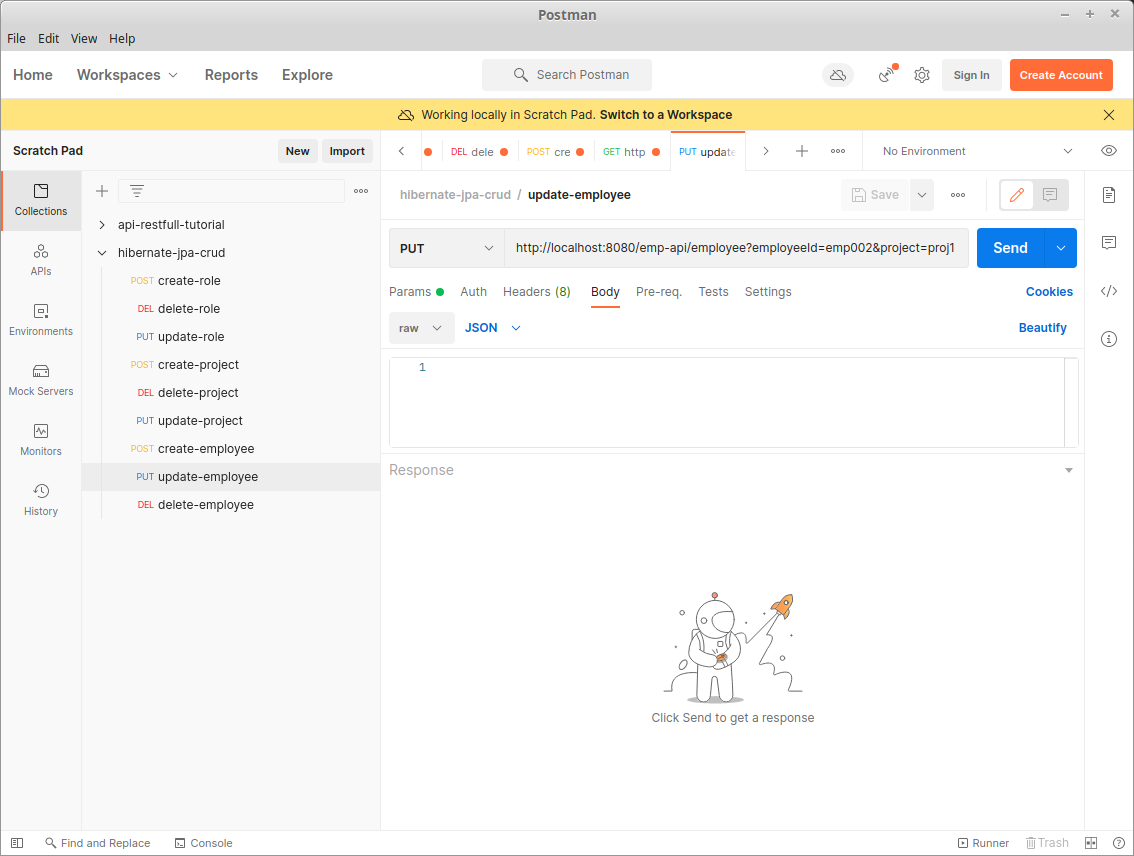 Postman
File Edit View Help
Home Workspaces Reports Explore Search Postman Sign In Create Account
Working locally in Scratch Pad. Switch to a Workspace
Scratch Pad New Import
DEL dele POST cre GET http PUT update No Environment
Collections
APIs
Environments
Mock Servers
Monitors
History
api-restfull-tutorial
hibernate-jpa-crud
POST create-role
DEL delete-role
PUT update-role
POST create-project
DEL delete-project
PUT update-project
POST create-employee
PUT update-employee
DEL delete-employee
hibernate-jpa-crud / update-employee Save
PUT http://localhost:8080/emp-api/employee?employeeId=emp002&project=proj1 Send
Params Auth Headers (8) Body Pre-req. Tests Settings Cookies
raw JSON Beautify
1
Response
Click Send to get a response
Find and Replace Console Runner Trash